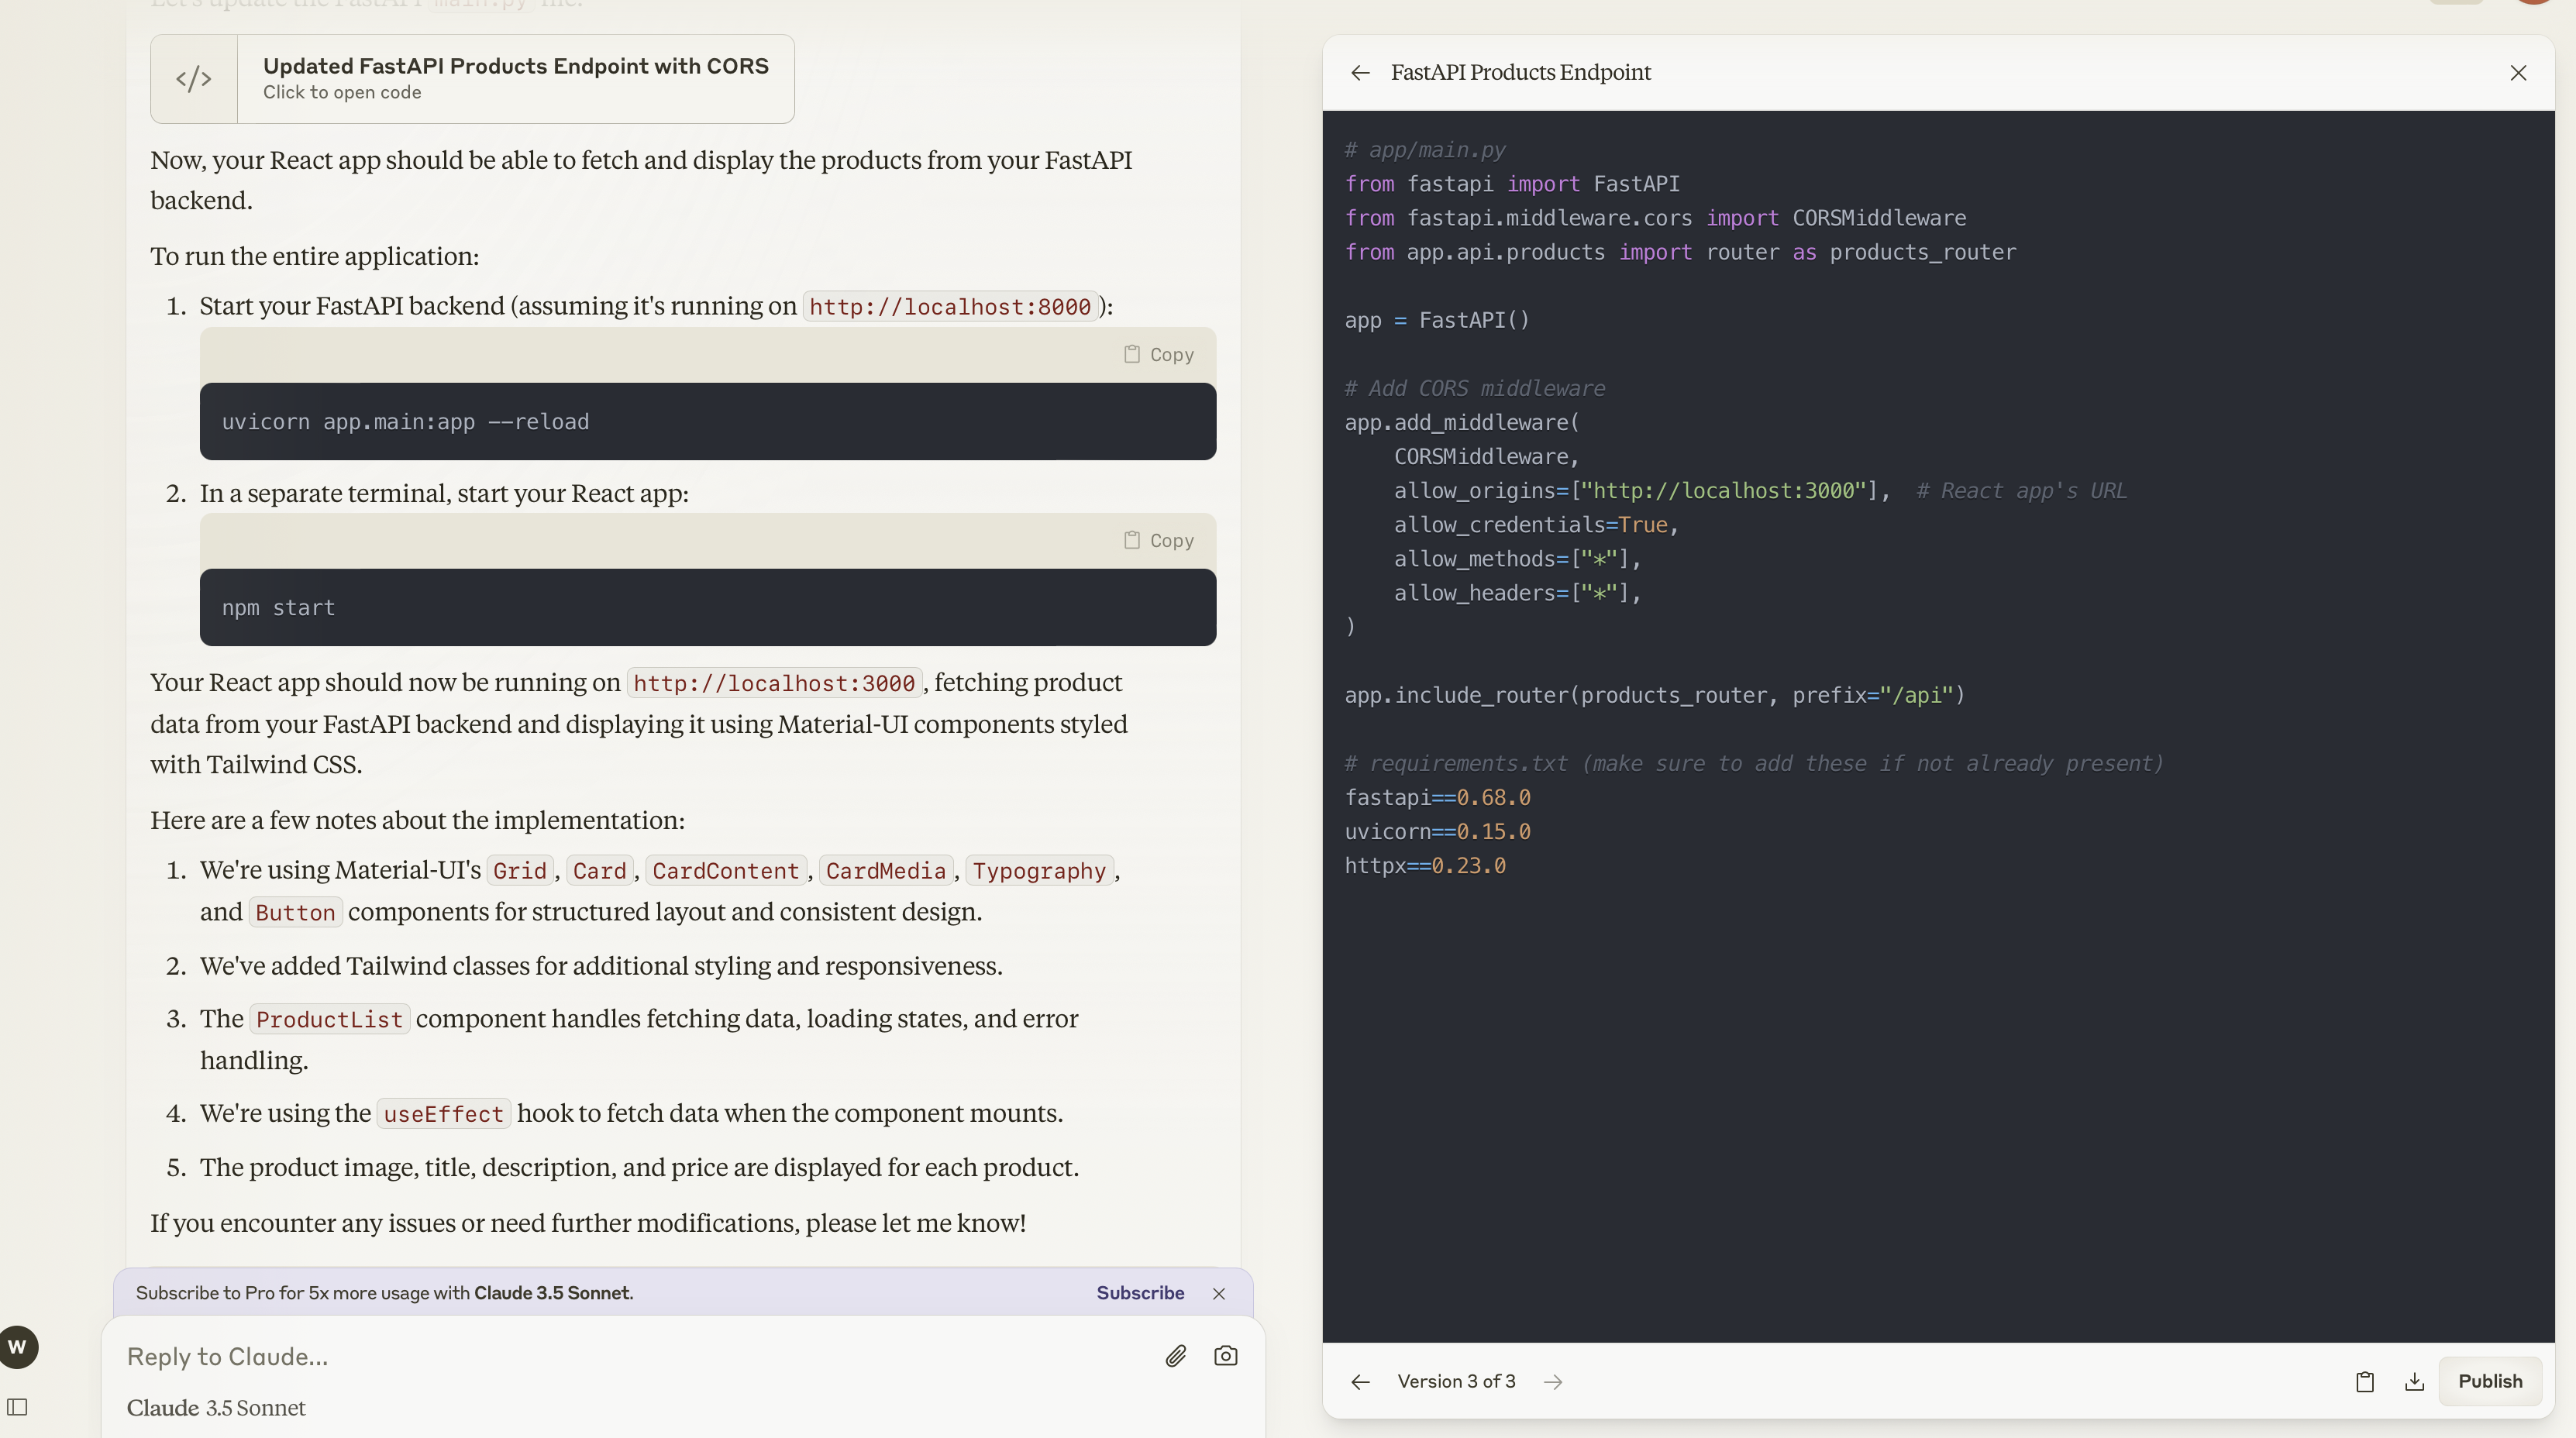 Let's update the FastAPI main.py file:
Updated FastAPI Products Endpoint with CORS
Click to open code
Now, your React app should be able to fetch and display the products from your FastAPI
backend.
To run the entire application:
1. Start your FastAPI backend (assuming it's running on http://localhost:8000):
Copy
uvicorn app.main:app --reload
2. In a separate terminal, start your React app:
Copy
npm start
Your React app should now be running on http://localhost:3000, fetching product
data from your FastAPI backend and displaying it using Material-UI components styled
with Tailwind CSS.
Here are a few notes about the implementation:
1. We're using Material-UI's Grid, Card, CardContent, CardMedia, Typography,
and Button components for structured layout and consistent design.
2. We've added Tailwind classes for additional styling and responsiveness.
3. The ProductList component handles fetching data, loading states, and error
handling.
4. We're using the useEffect hook to fetch data when the component mounts.
5. The product image, title, description, and price are displayed for each product.
If you encounter any issues or need further modifications, please let me know!
Subscribe to Pro for 5x more usage with Claude 3.5 Sonnet.
Subscribe
W
Reply to Claude...
Claude 3.5 Sonnet
FastAPI Products Endpoint
# app/main.py
from fastapi import FastAPI
from fastapi.middleware.cors import CORSMiddleware
from app.api.products import router as products_router
app = FastAPI()
# Add CORS middleware
app.add_middleware(
    CORSMiddleware,
    allow_origins=["http://localhost:3000"],  # React app's URL
    allow_credentials=True,
    allow_methods=["*"],
    allow_headers=["*"],
)
app.include_router(products_router, prefix="/api")
# requirements.txt (make sure to add these if not already present)
fastapi==0.68.0
uvicorn==0.15.0
httpx==0.23.0
Version 3 of 3
Publish